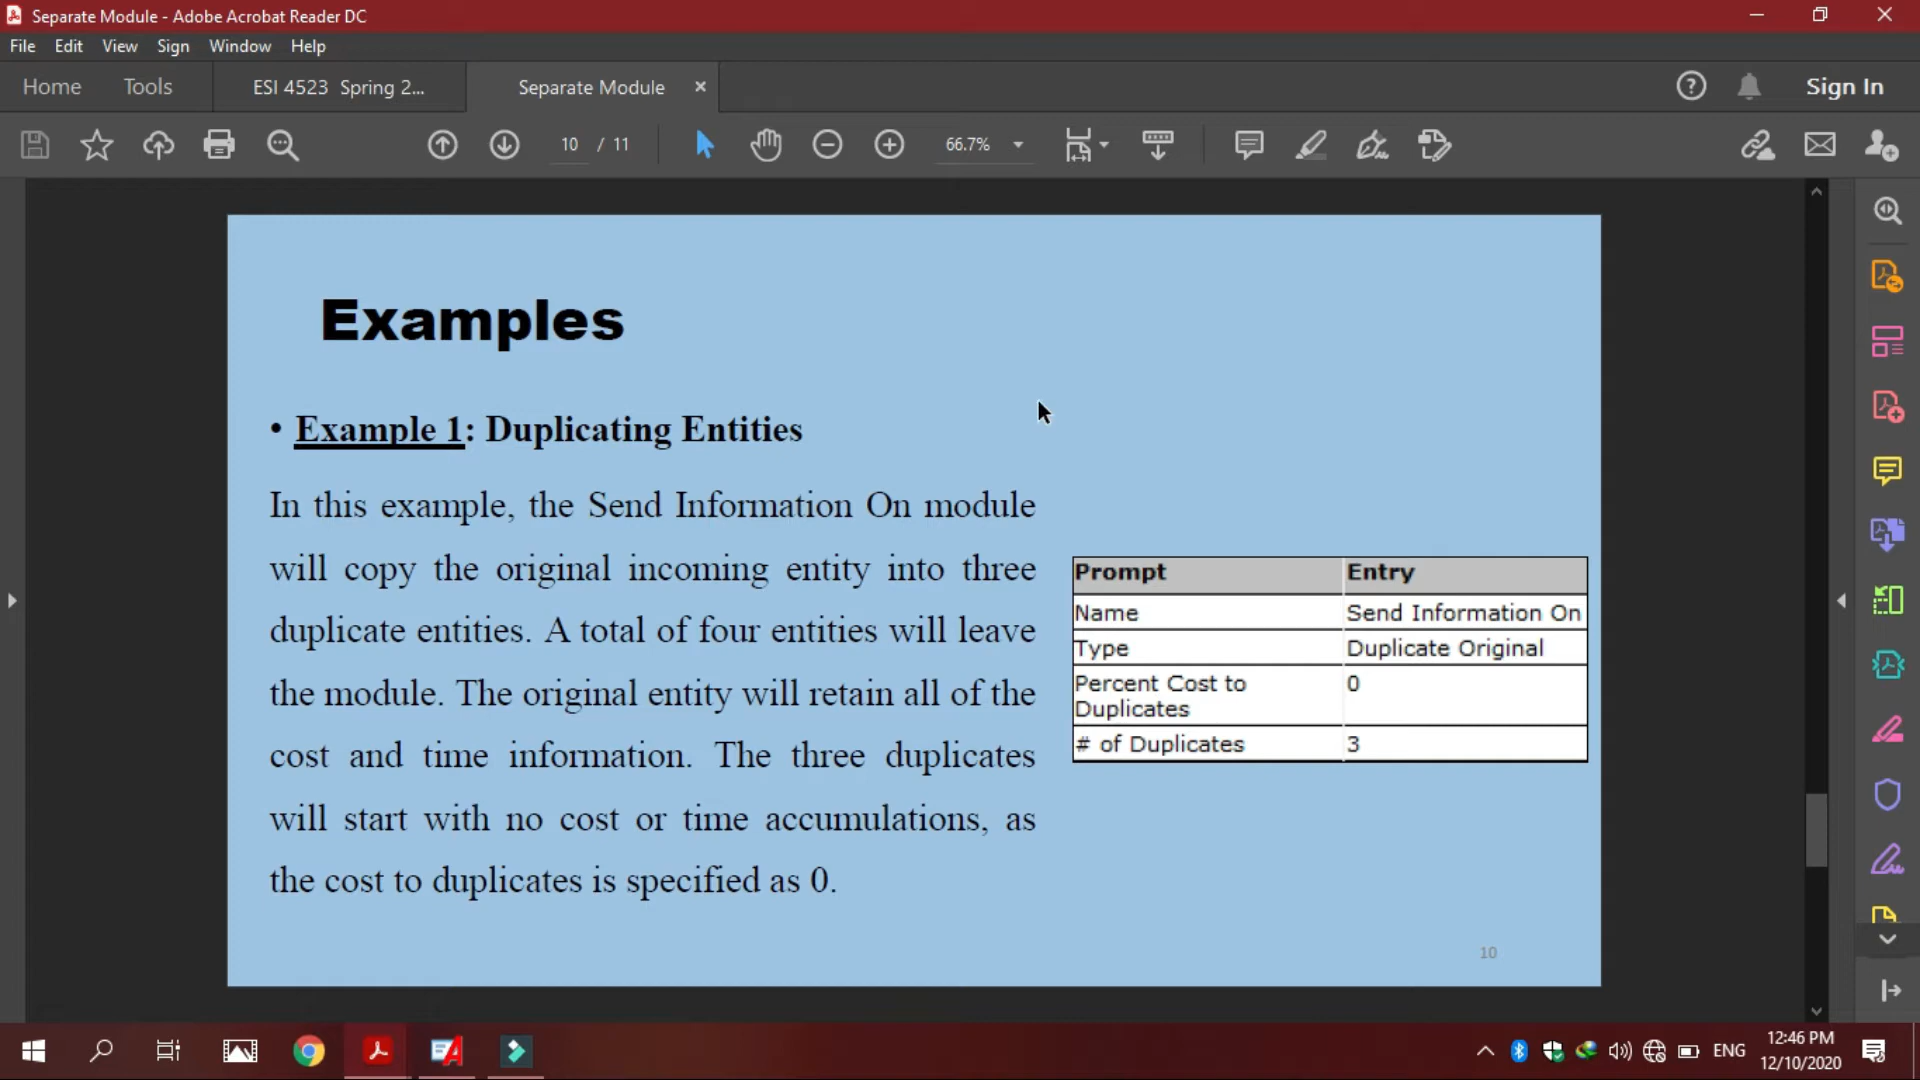 Separate Module - Adobe Acrobat Reader DC
File Edit View Sign Window Help
Home Tools ESI 4523 Spring 2... Separate Module × Sign In
10 / 11 66.7%
Examples
• Example 1: Duplicating Entities
In this example, the Send Information On module
will copy the original incoming entity into three
duplicate entities. A total of four entities will leave
the module. The original entity will retain all of the
cost and time information. The three duplicates
will start with no cost or time accumulations, as
the cost to duplicates is specified as 0.
Prompt Entry
Name Send Information On
Type Duplicate Original
Percent Cost to 0
Duplicates
# of Duplicates 3
10
ENG
12:46 PM
12/10/2020